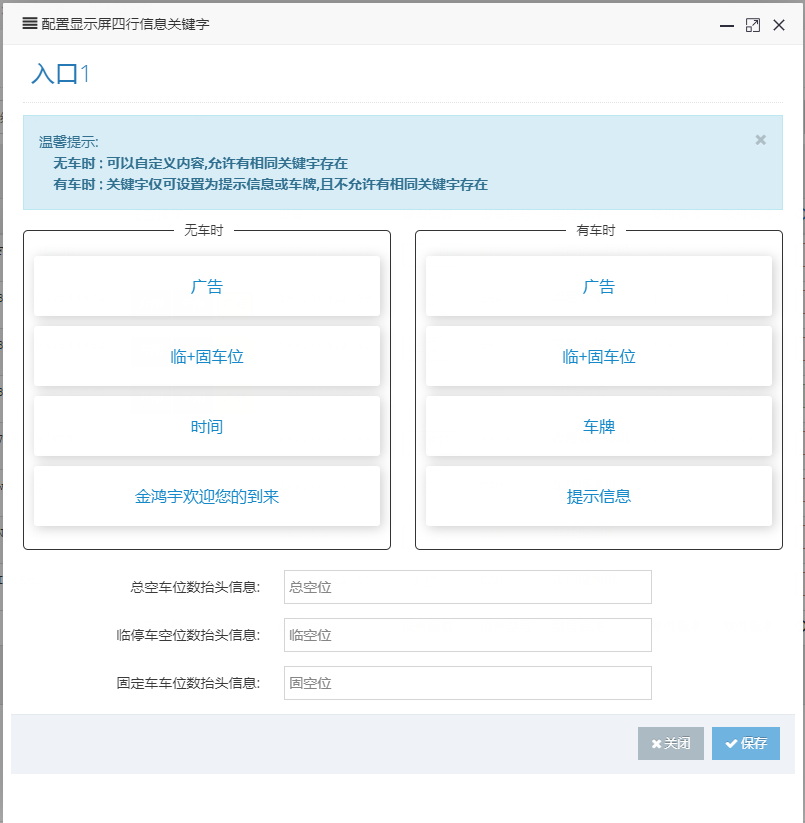 配置显示屏四行信息关键字
入口1
温馨提示:
无车时 : 可以自定义内容,允许有相同关键字存在
有车时 : 关键字仅可设置为提示信息或车牌,且不允许有相同关键字存在
无车时
广告
临+固车位
时间
金鸿宇欢迎您的到来
有车时
广告
临+固车位
车牌
提示信息
总空车位数抬头信息: 总空位
临停车空位数抬头信息: 临空位
固定车车位数抬头信息: 固空位
关闭 保存